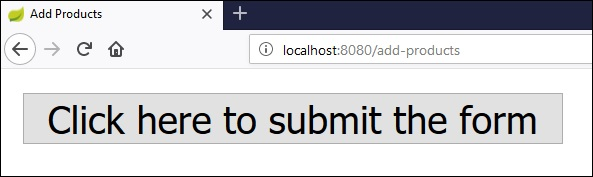 Add Products
localhost:8080/add-products
Click here to submit the form